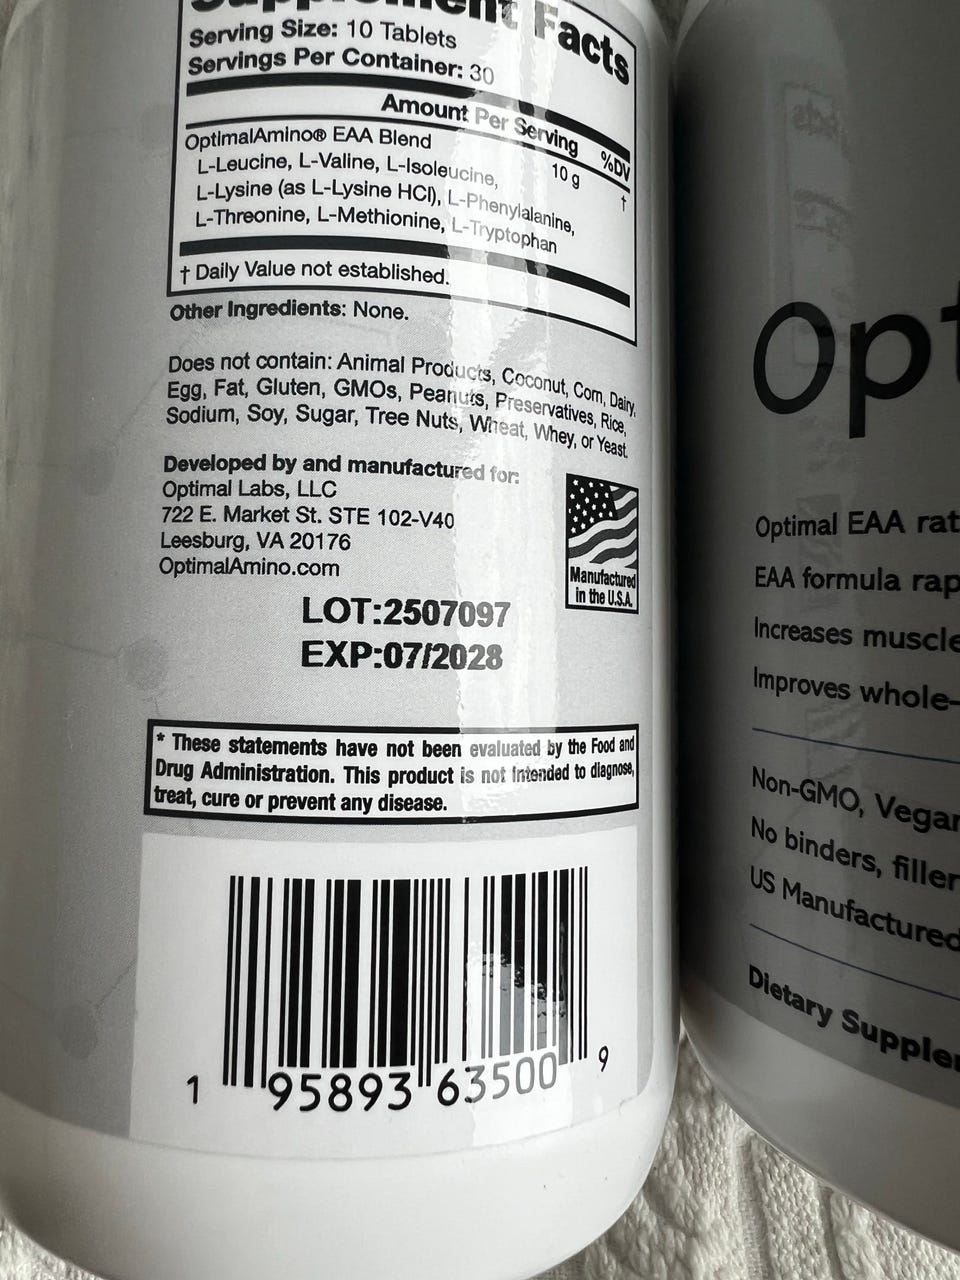 Supplement Facts
Serving Size: 10 Tablets
Servings Per Container: 30
Amount Per Serving %DV
OptimalAmino® EAA Blend 10 g †
L-Leucine, L-Valine, L-Isoleucine,
L-Lysine (as L-Lysine HCl), L-Phenylalanine,
L-Threonine, L-Methionine, L-Tryptophan
† Daily Value not established.
Other Ingredients: None.
Does not contain: Animal Products, Coconut, Corn, Dairy,
Egg, Fat, Gluten, GMOs, Peanuts, Preservatives, Rice,
Sodium, Soy, Sugar, Tree Nuts, Wheat, Whey, or Yeast.
Developed by and manufactured for:
Optimal Labs, LLC
722 E. Market St. STE 102-V40
Leesburg, VA 20176
OptimalAmino.com
Manufactured
in the U.S.A.
LOT:2507097
EXP:07/2028
* These statements have not been evaluated by the Food and
Drug Administration. This product is not intended to diagnose,
treat, cure or prevent any disease.
1 95893 63500 9
Opt
Optimal EAA rat
EAA formula rap
Increases muscle
Improves whole-
Non-GMO, Vegan
No binders, filler
US Manufactured
Dietary Supplem